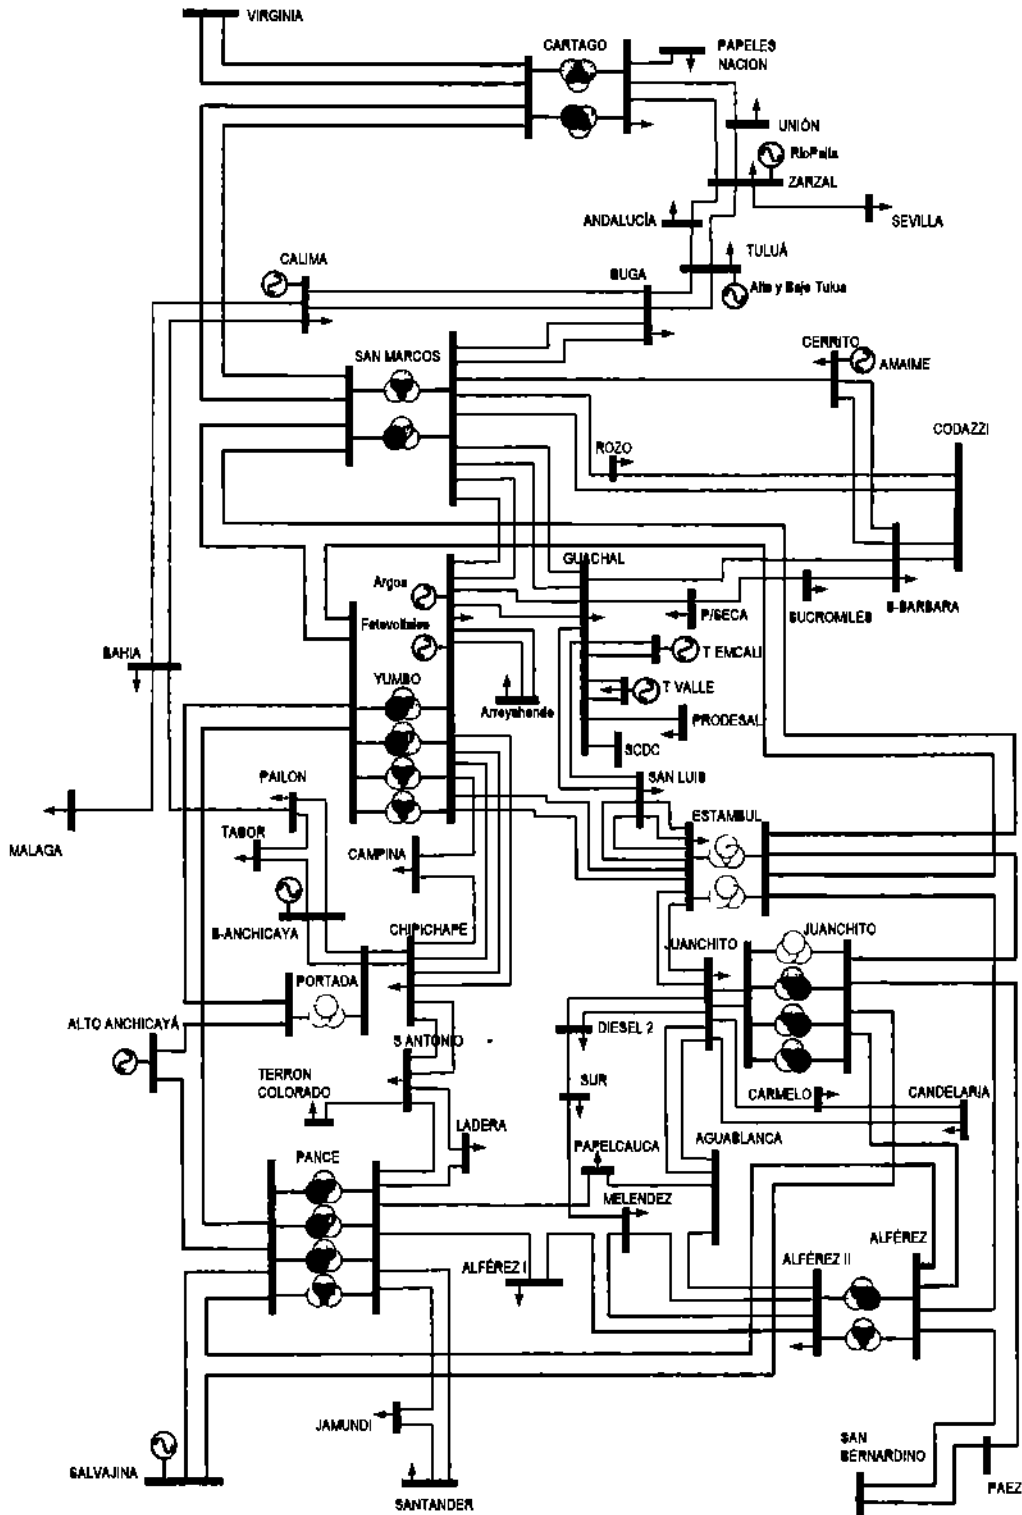 VIRGINIA
CARTAGO
PAPELES
NACION
UNIÓN
RioPaila
ZARZAL
SEVILLA
ANDALUCÍA
TULUÁ
CALIMA
BUGA
Alto y Bajo Tulua
SAN MARCOS
CERRITO
AMAIME
CODAZZI
ROZO
GUACHAL
Argos
P/SECA
SUCROMILES
S-BARBARA
Fotovoltaica
BAHIA
T EMCALI
YUMBO
T VALLE
Arroyohondo
PRODESAL
SCDC
PAILON
SAN LUIS
TABOR
ESTAMBUL
MALAGA
CAMPINA
B-ANCHICAYA
CHIPICHAPE
JUANCHITO
JUANCHITO
PORTADA
ALTO ANCHICAYÁ
DIESEL 2
S ANTONIO
SUR
TERRON
COLORADO
CARMELO
CANDELARIA
LADERA
AGUABLANCA
PANCE
PAPELCAUCA
MELENDEZ
ALFÉREZ
ALFÉREZ I
ALFÉREZ II
JAMUNDI
SAN
BERNARDINO
SALVAJINA
PAEZ
SANTANDER